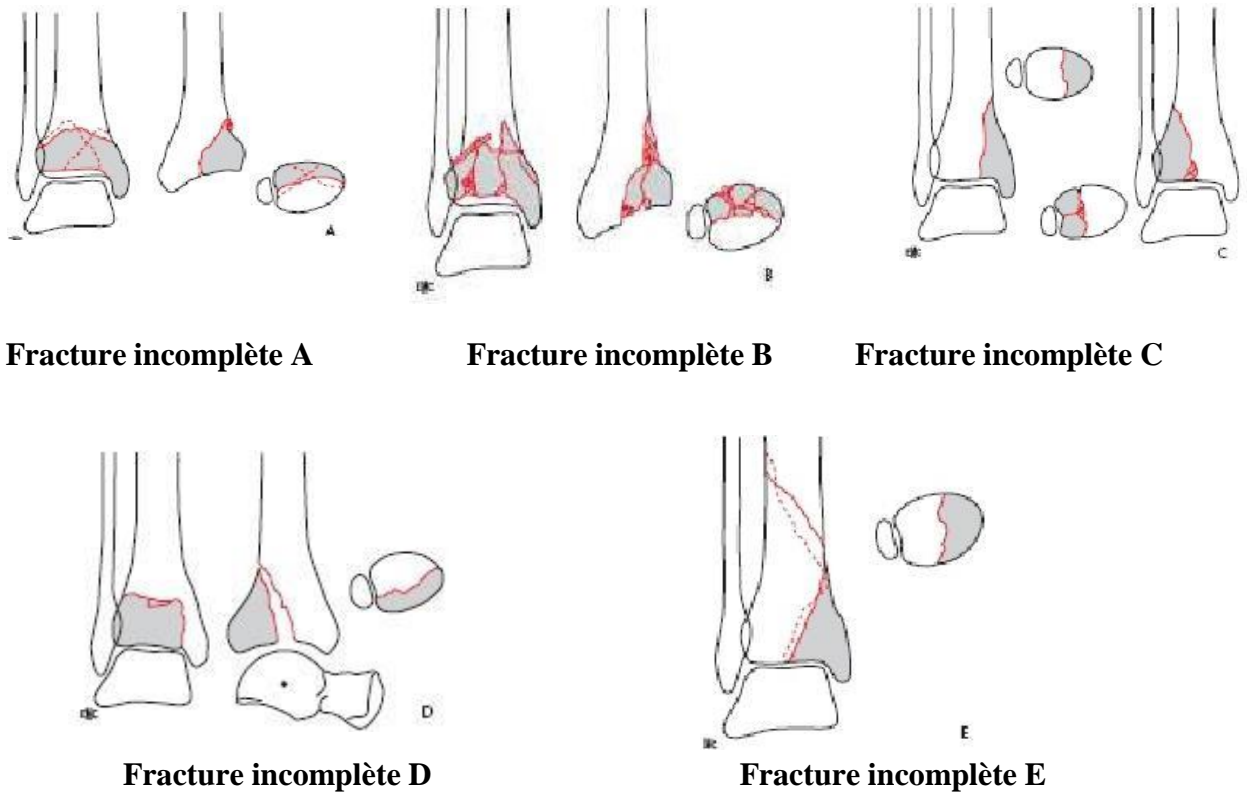 A
B
C
Fracture incomplète A
Fracture incomplète B
Fracture incomplète C
D
E
Fracture incomplète D
Fracture incomplète E